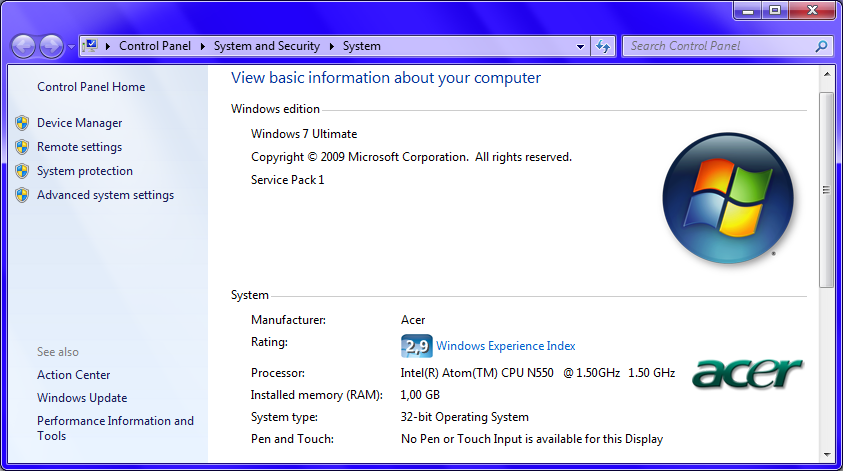 Control Panel System and Security System
Search Control Panel
Control Panel Home
Device Manager
Remote settings
System protection
Advanced system settings
See also
Action Center
Windows Update
Performance Information and
Tools
View basic information about your computer
Windows edition
Windows 7 Ultimate
Copyright © 2009 Microsoft Corporation. All rights reserved.
Service Pack 1
System
Manufacturer: Acer
Rating: 2,9 Windows Experience Index
Processor: Intel(R) Atom(TM) CPU N550 @ 1.50GHz 1.50 GHz
Installed memory (RAM): 1,00 GB
System type: 32-bit Operating System
Pen and Touch: No Pen or Touch Input is available for this Display
acer